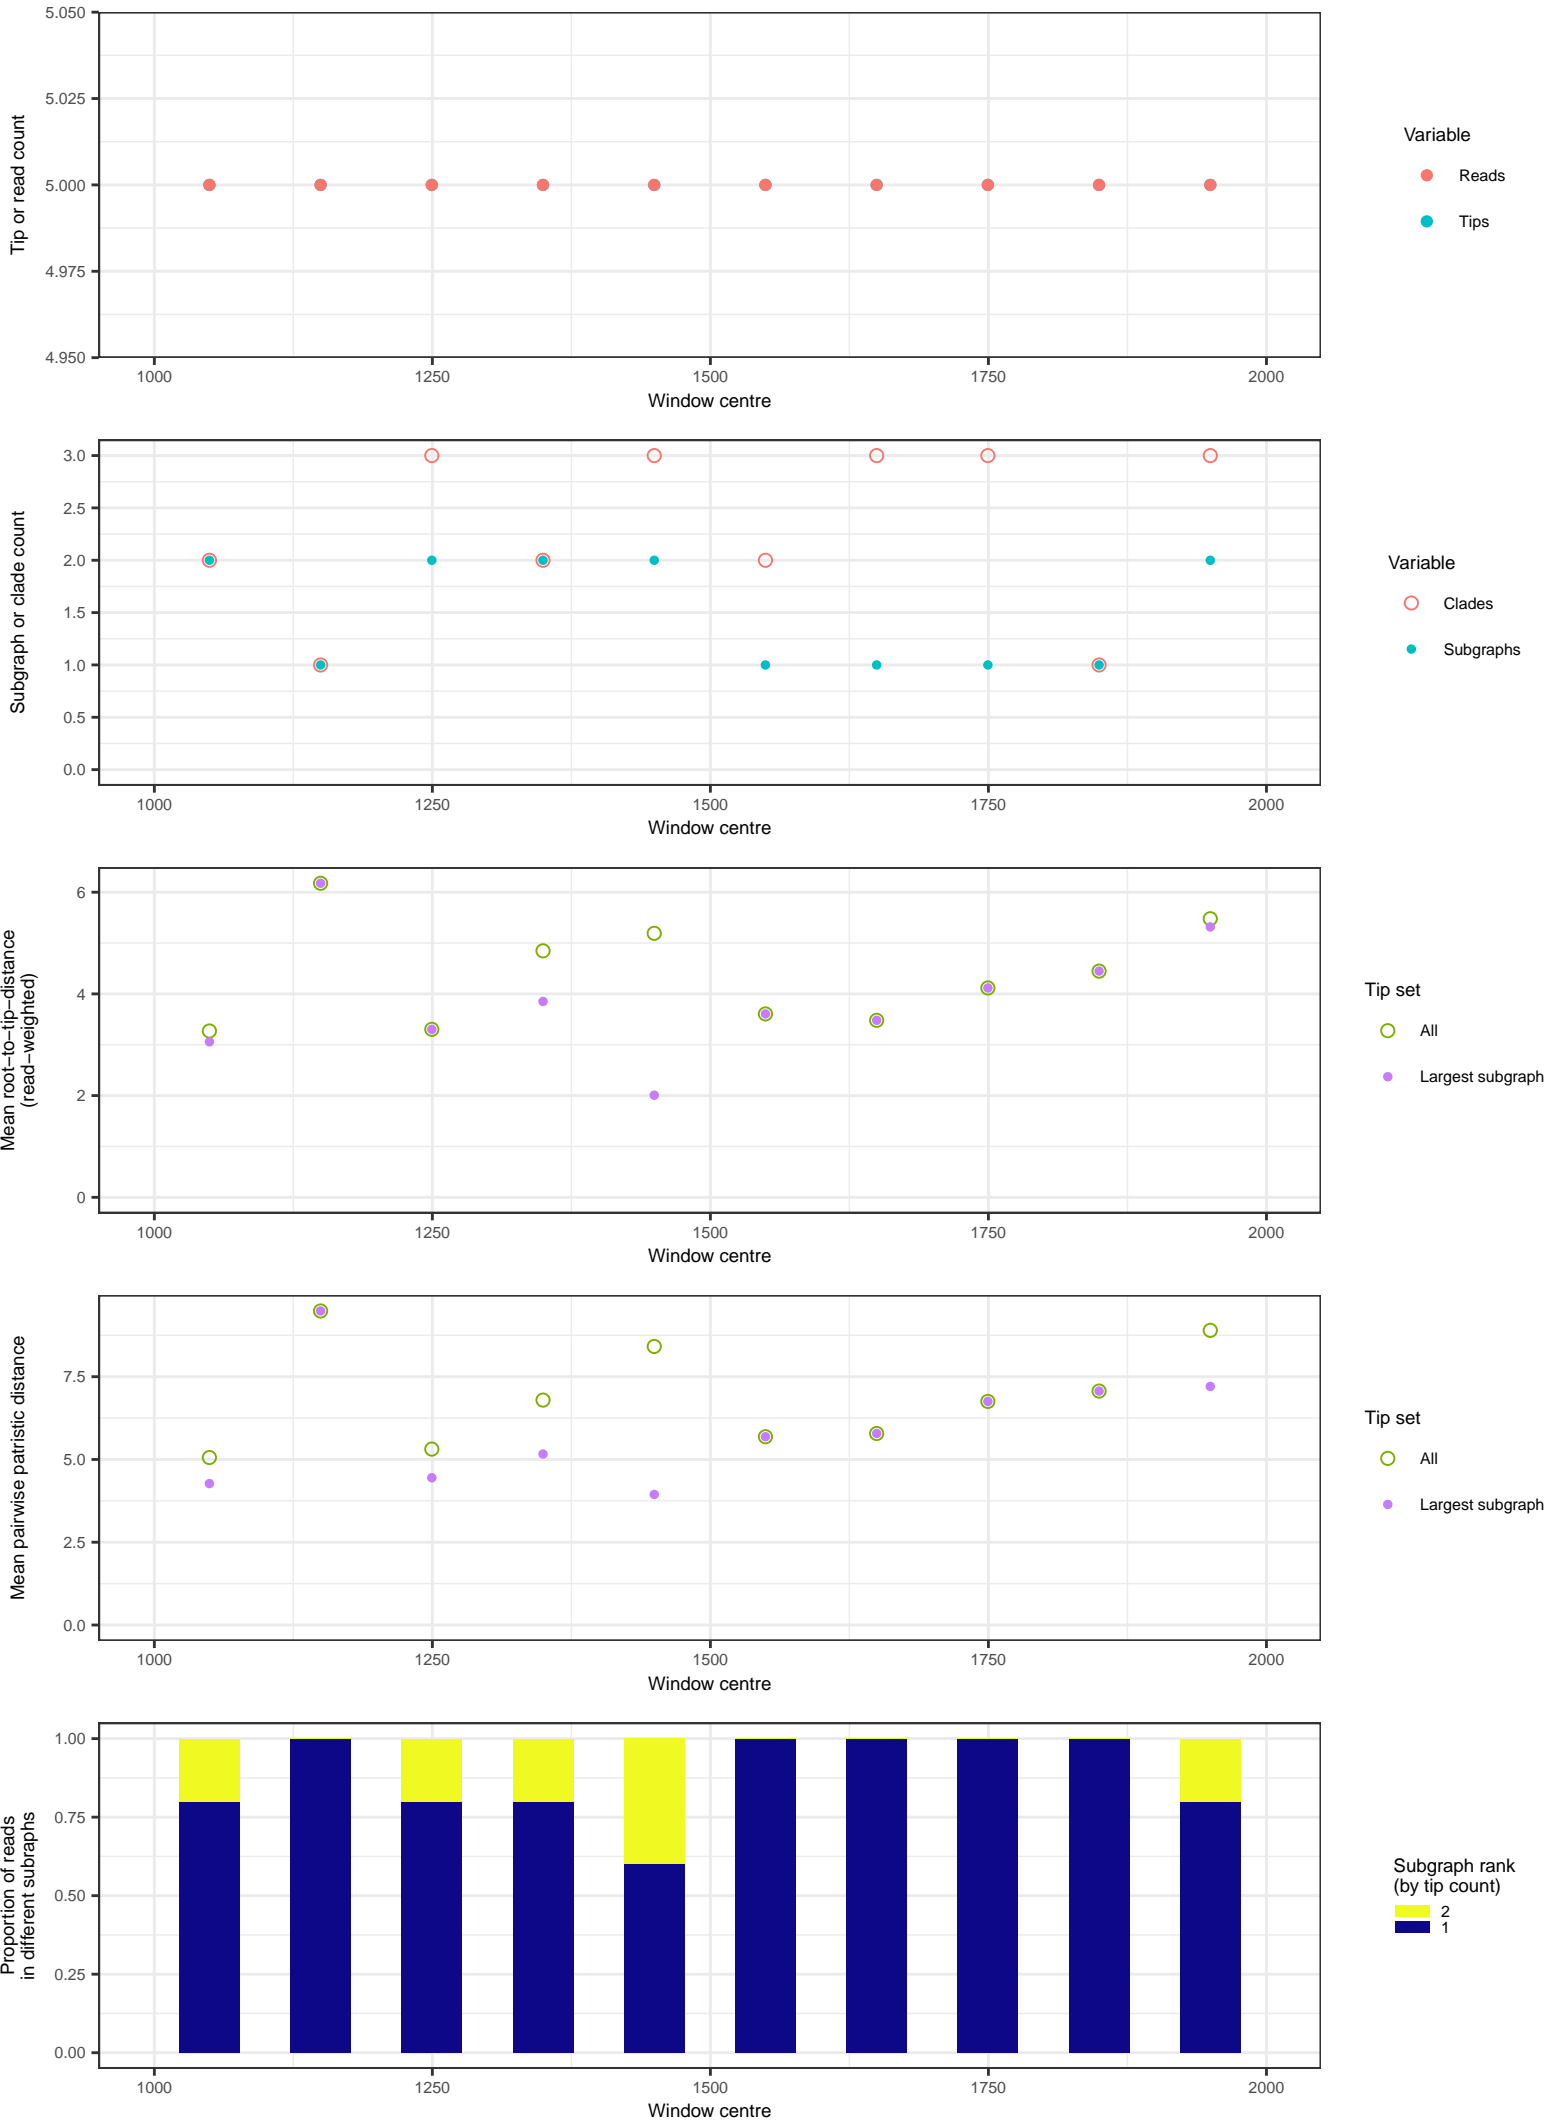 5.050
5.025
5.000
4.975
4.950
Tip or read count
1000 1250 1500 1750 2000
Window centre
Variable
Reads
Tips
3.0
2.5
2.0
1.5
1.0
0.5
0.0
Subgraph or clade count
1000 1250 1500 1750 2000
Window centre
Variable
Clades
Subgraphs
6
4
2
0
Mean root−to−tip−distance
(read−weighted)
1000 1250 1500 1750 2000
Window centre
Tip set
All
Largest subgraph
7.5
5.0
2.5
0.0
Mean pairwise patristic distance
1000 1250 1500 1750 2000
Window centre
Tip set
All
Largest subgraph
1.00
0.75
0.50
0.25
0.00
Proportion of reads
in different subraphs
1000 1250 1500 1750 2000
Window centre
Subgraph rank
(by tip count)
2
1